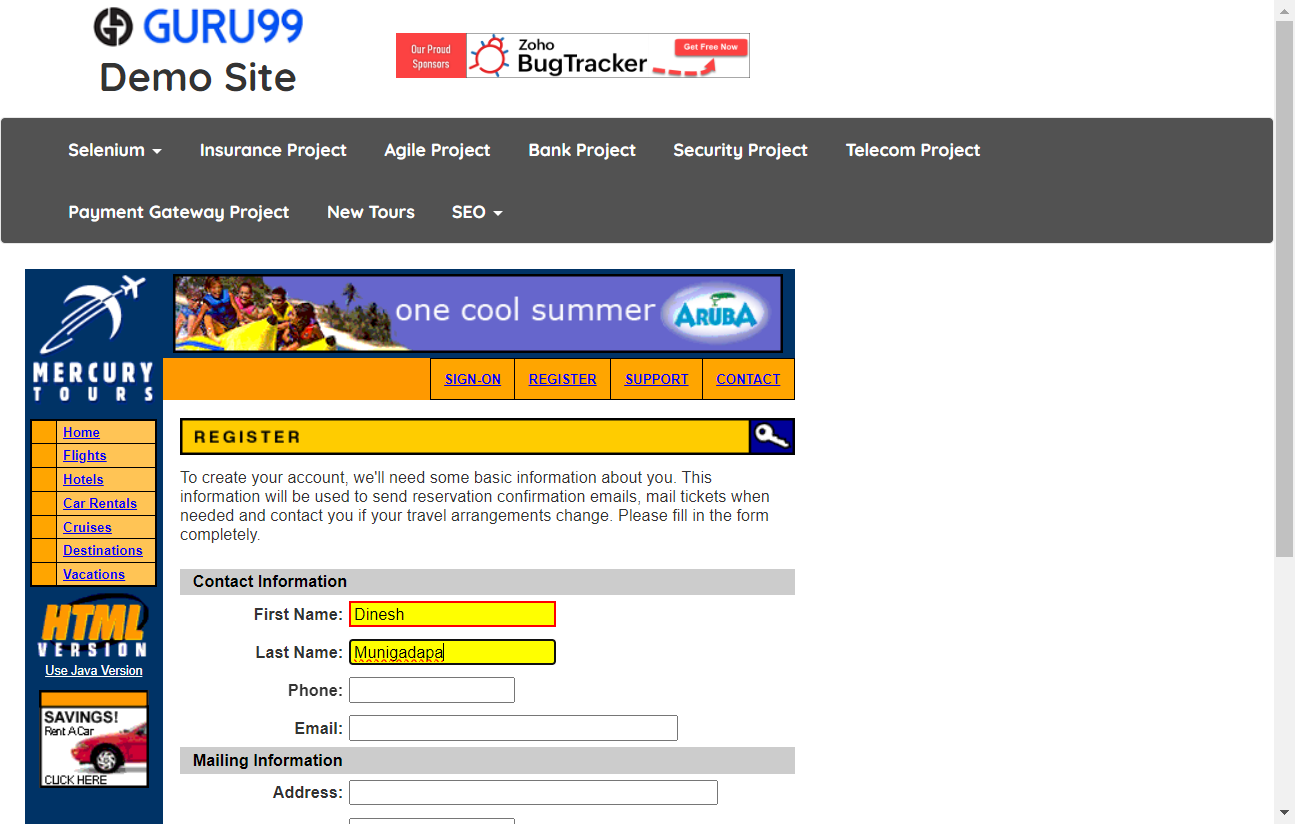 GURU99
Demo Site
Our Proud
Sponsors
Zoho
BugTracker
Get Free Now
Selenium
Insurance Project
Agile Project
Bank Project
Security Project
Telecom Project
Payment Gateway Project
New Tours
SEO
MERCURY
TOURS
one cool summer
ARUBA
SIGN-ON
REGISTER
SUPPORT
CONTACT
Home
Flights
Hotels
Car Rentals
Cruises
Destinations
Vacations
HTML
VERSION
Use Java Version
SAVINGS!
Rent A Car
CLICK HERE
REGISTER
To create your account, we'll need some basic information about you. This
information will be used to send reservation confirmation emails, mail tickets when
needed and contact you if your travel arrangements change. Please fill in the form
completely.
Contact Information
First Name: Dinesh
Last Name: Munigadapa
Phone:
Email:
Mailing Information
Address: